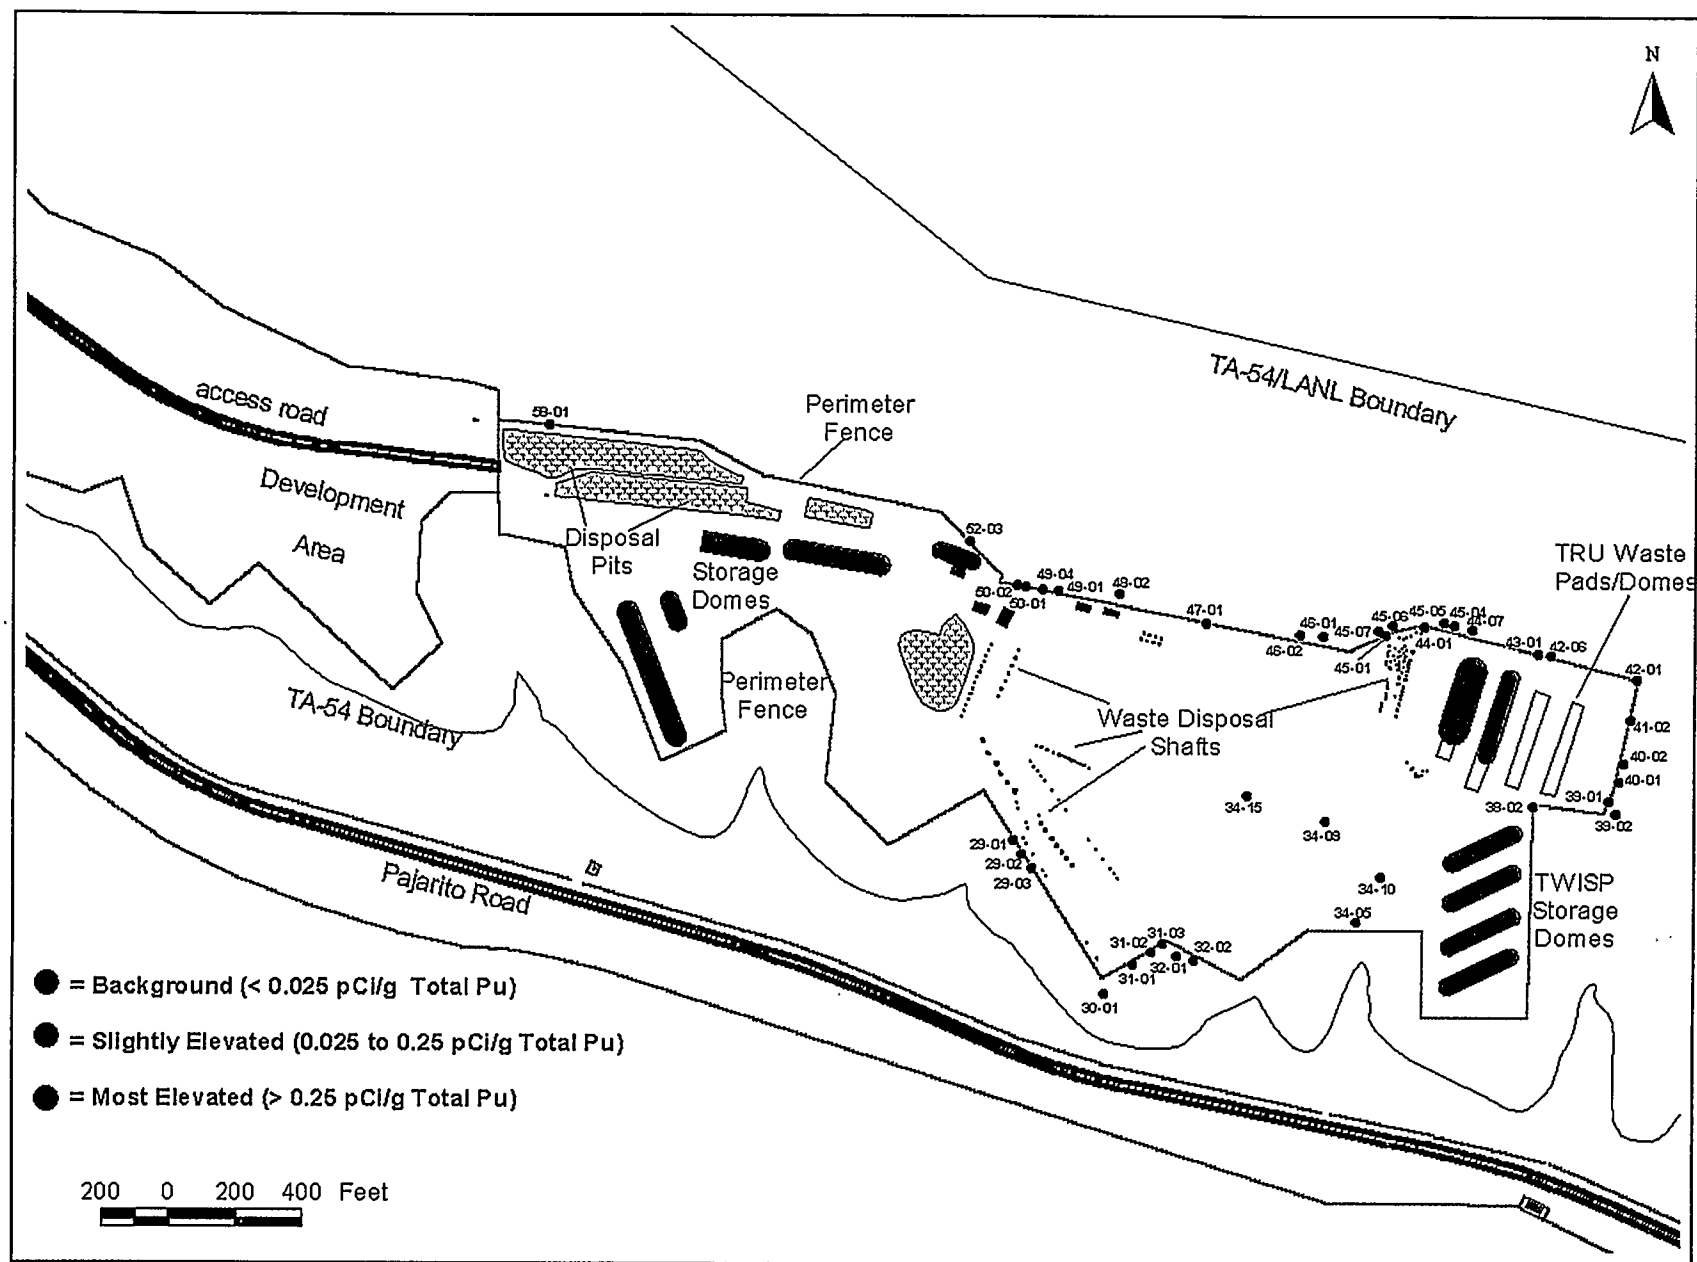 N
TA-54/LANL Boundary
access road
58-01
Perimeter
Fence
Development
Area
Disposal
Pits
Storage
Domes
52-03
TRU Waste
Pads/Domes
49-04
49-01
48-02
50-02
50-01
47-01
46-01
46-02
45-07
45-06
45-05
45-04
44-07
45-01
44-01
43-01
42-06
42-01
Perimeter
Fence
TA-54 Boundary
Waste Disposal
Shafts
41-02
40-02
40-01
39-01
39-02
38-02
34-15
34-09
34-10
34-05
29-01
29-02
29-03
Pajarito Road
TWISP
Storage
Domes
31-03
31-02
32-02
31-01
32-01
30-01
= Background (< 0.025 pCi/g Total Pu)
= Slightly Elevated (0.025 to 0.25 pCi/g Total Pu)
= Most Elevated (> 0.25 pCi/g Total Pu)
200 0 200 400 Feet